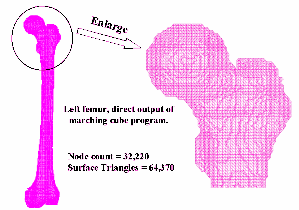 Enlarge
Left femur, direct output of
marching cube program.
Node count = 32,220
Surface Triangles = 64,370